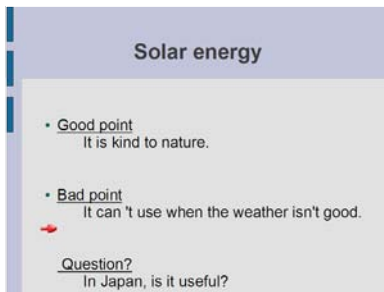 Solar energy
• Good point
It is kind to nature.
• Bad point
It can 't use when the weather isn't good.
Question?
In Japan, is it useful?